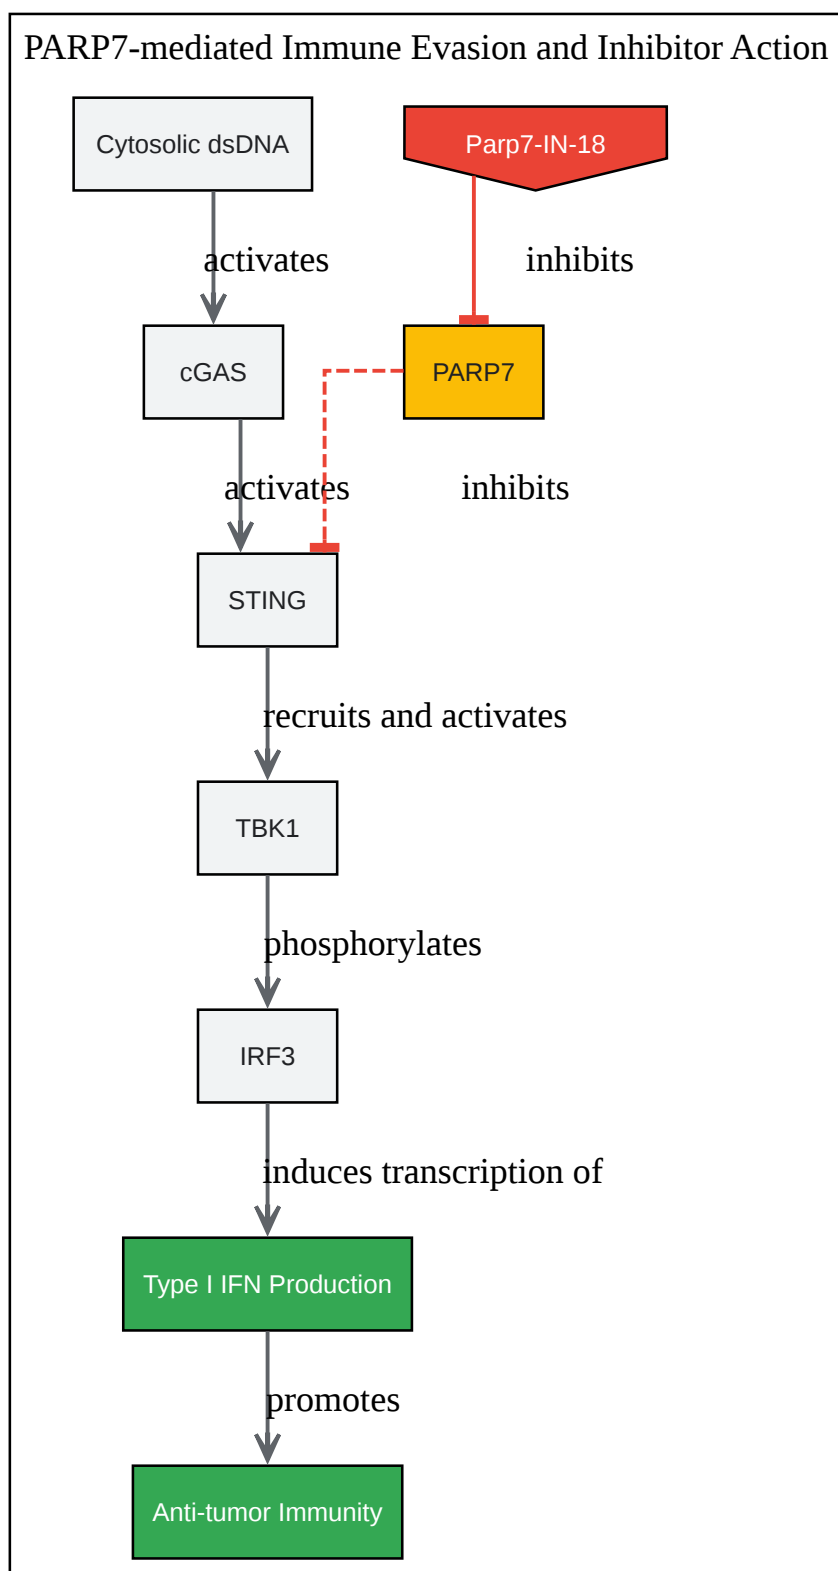 PARP7-mediated Immune Evasion and Inhibitor Action
Cytosolic dsDNA
Parp7-IN-18
activates
inhibits
cGAS
PARP7
activates
inhibits
STING
recruits and activates
TBK1
phosphorylates
IRF3
induces transcription of
Type I IFN Production
promotes
Anti-tumor Immunity